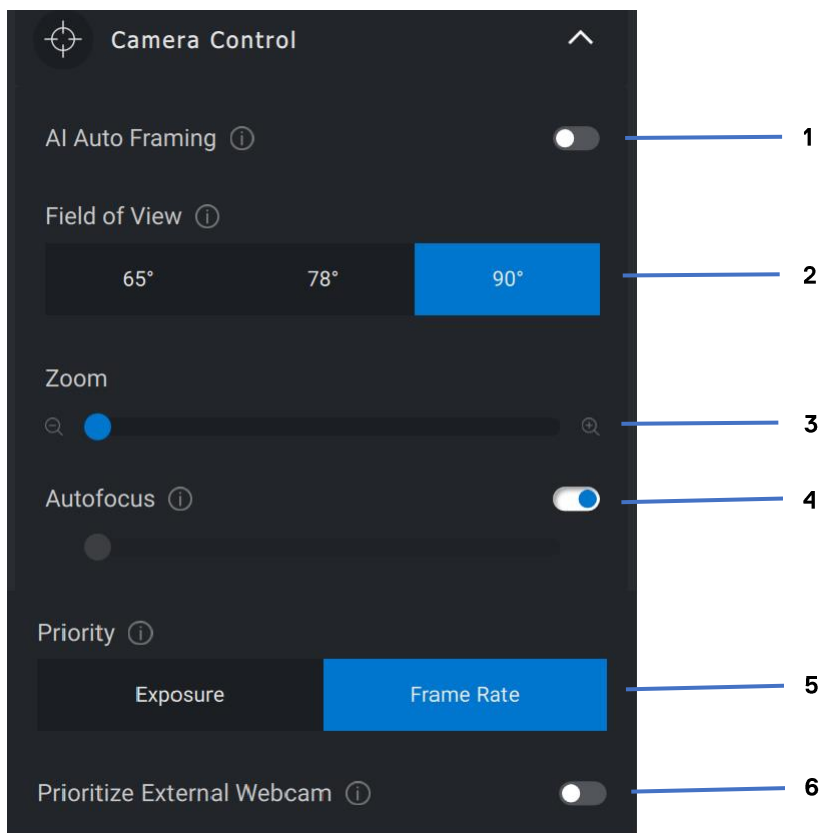 Camera Control
AI Auto Framing
1
Field of View
65° 78° 90°
2
Zoom
3
Autofocus
4
Priority
Exposure Frame Rate
5
Prioritize External Webcam
6